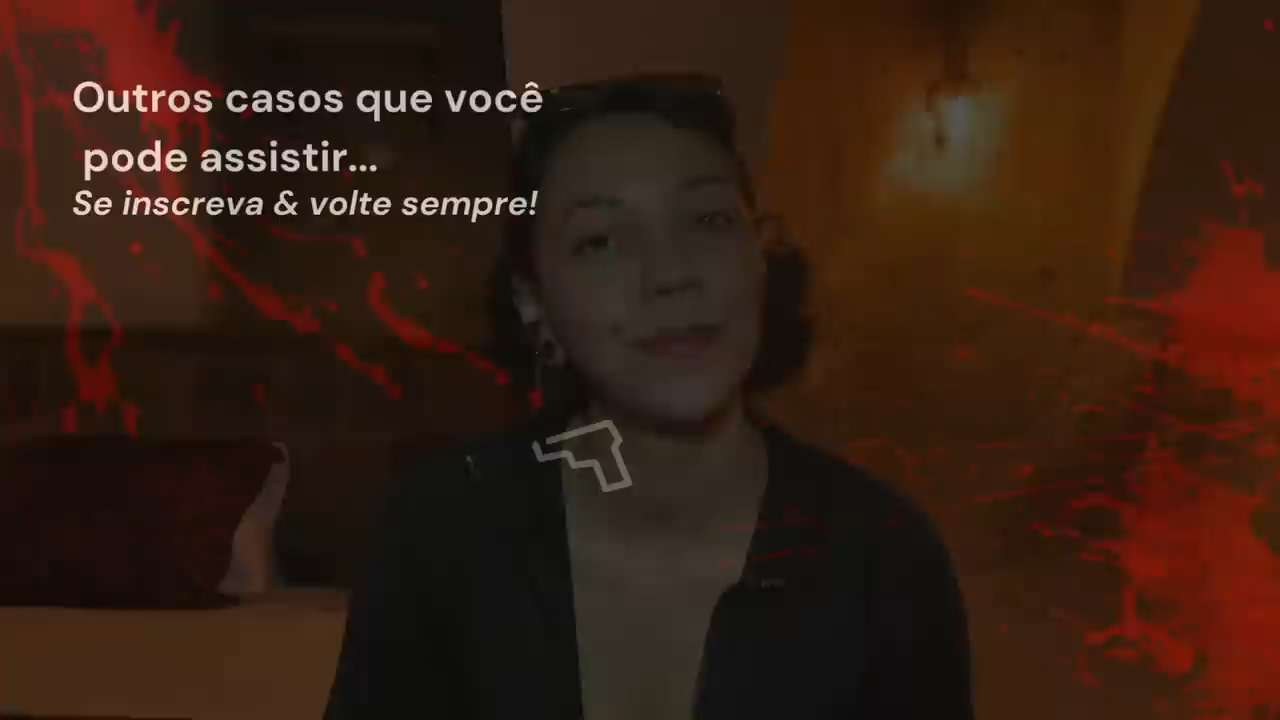 Outros casos que você
pode assistir...
Se inscreva & volte sempre!